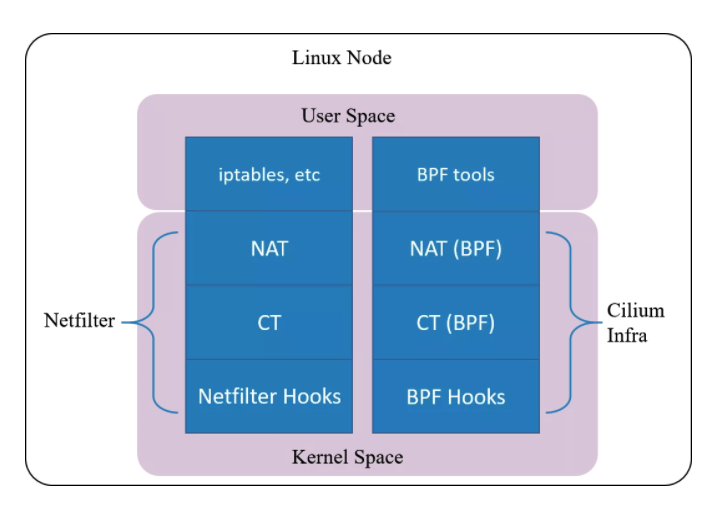 Linux Node
User Space
iptables, etc
BPF tools
NAT
NAT (BPF)
Netfilter
CT
CT (BPF)
Cilium
Infra
Netfilter Hooks
BPF Hooks
Kernel Space